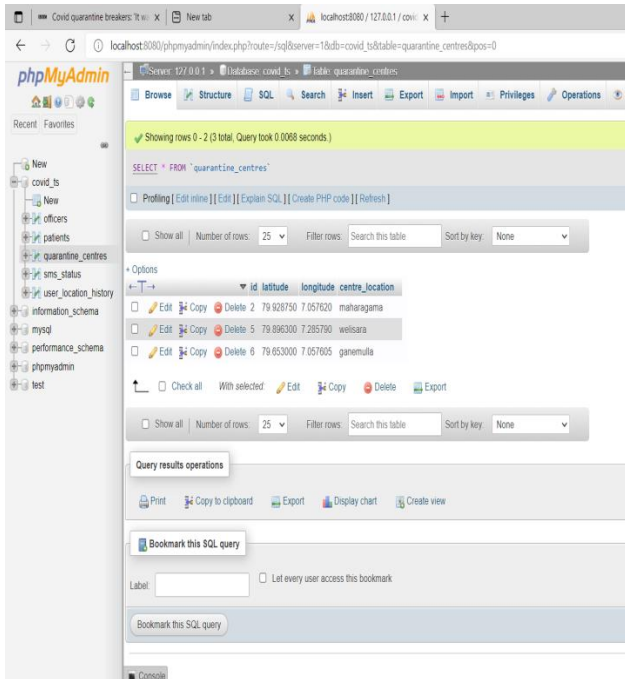 Covid quarantine breakers: 'It w
New tab
localhost:8080 / 127.0.0.1 / covid
localhost:8080/phpmyadmin/index.php?route=/sql&server=1&db=covid_ts&table=quarantine_centres&pos=0
phpMyAdmin
Recent Favorites
New
covid_ts
New
officers
patients
quarantine_centres
sms_status
user_location_history
information_schema
mysql
performance_schema
phpmyadmin
test
Server: 127.0.0.1 » Database: covid_ts » Table: quarantine_centres
Browse Structure SQL Search Insert Export Import Privileges Operations
Showing rows 0 - 2 (3 total, Query took 0.0068 seconds.)
SELECT * FROM `quarantine_centres`
Profiling [ Edit inline ] [ Edit ] [ Explain SQL ] [ Create PHP code ] [ Refresh ]
Show all Number of rows: 25 Filter rows: Search this table Sort by key: None
+ Options
←T→ id latitude longitude centre_location
Edit Copy Delete 2 79.928750 7.057620 maharagama
Edit Copy Delete 5 79.896300 7.285790 welisara
Edit Copy Delete 6 79.653000 7.057605 ganemulla
Check all With selected: Edit Copy Delete Export
Show all Number of rows: 25 Filter rows: Search this table Sort by key: None
Query results operations
Print Copy to clipboard Export Display chart Create view
Bookmark this SQL query
Label: Let every user access this bookmark
Bookmark this SQL query
Console